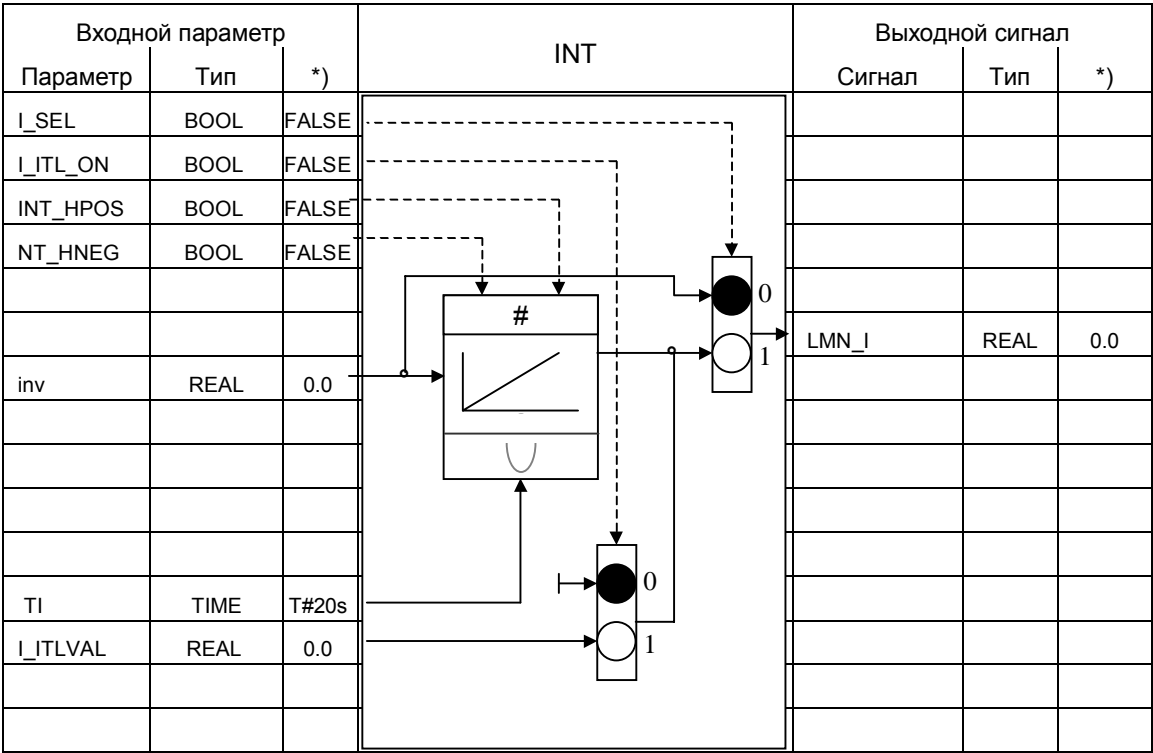 Входной параметр
INT
Выходной сигнал
Параметр Тип *)
Сигнал Тип *)
I_SEL BOOL FALSE
I_ITL_ON BOOL FALSE
INT_HPOS BOOL FALSE
NT_HNEG BOOL FALSE
0
#
LMN_I REAL 0.0
1
inv REAL 0.0
0
TI TIME T#20s
I_ITLVAL REAL 0.0
1